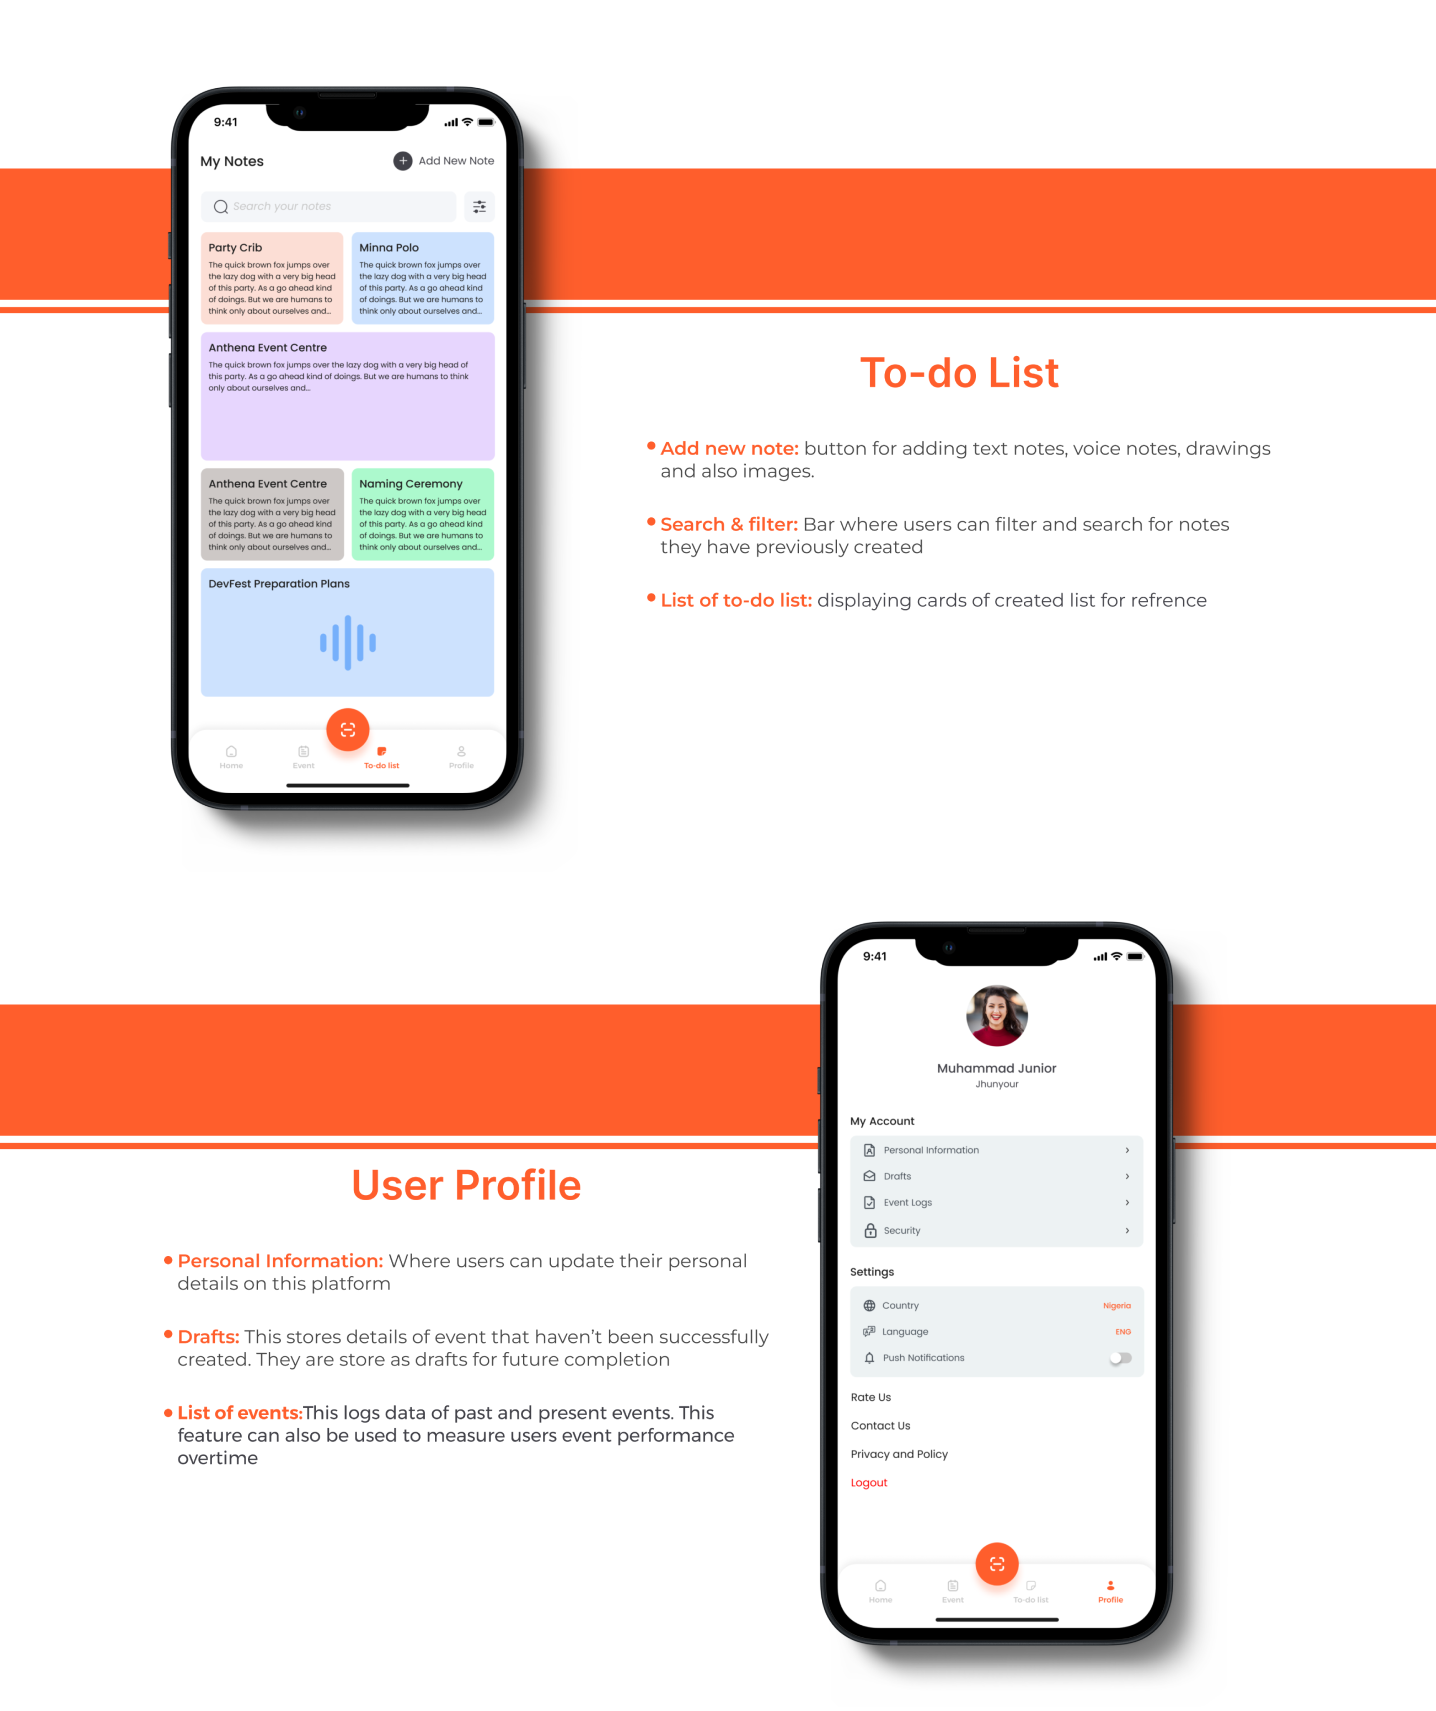 9:41
My Notes
Add New Note
Search your notes
Party Crib
The quick brown fox jumps over
the lazy dog with a very big head
of this party. As a go ahead kind
of doings. But we are humans to
think only about ourselves and...
Minna Polo
The quick brown fox jumps over
the lazy dog with a very big head
of this party. As a go ahead kind
of doings. But we are humans to
think only about ourselves and...
Anthena Event Centre
The quick brown fox jumps over the lazy dog with a very big head of
this party. As a go ahead kind of doings. But we are humans to think
only about ourselves and...
Anthena Event Centre
The quick brown fox jumps over
the lazy dog with a very big head
of this party. As a go ahead kind
of doings. But we are humans to
think only about ourselves and...
Naming Ceremony
The quick brown fox jumps over
the lazy dog with a very big head
of this party. As a go ahead kind
of doings. But we are humans to
think only about ourselves and...
DevFest Preparation Plans
Home
Event
To-do list
Profile
To-do List
• Add new note: button for adding text notes, voice notes, drawings
and also images.
• Search & filter: Bar where users can filter and search for notes
they have previously created
• List of to-do list: displaying cards of created list for refrence
User Profile
• Personal Information: Where users can update their personal
details on this platform
• Drafts: This stores details of event that haven't been successfully
created. They are store as drafts for future completion
• List of events:This logs data of past and present events. This
feature can also be used to measure users event performance
overtime
9:41
Muhammad Junior
Jhunyour
My Account
Personal Information
Drafts
Event Logs
Security
Settings
Country
Nigeria
Language
ENG
Push Notifications
Rate Us
Contact Us
Privacy and Policy
Logout
Home
Event
To-do list
Profile